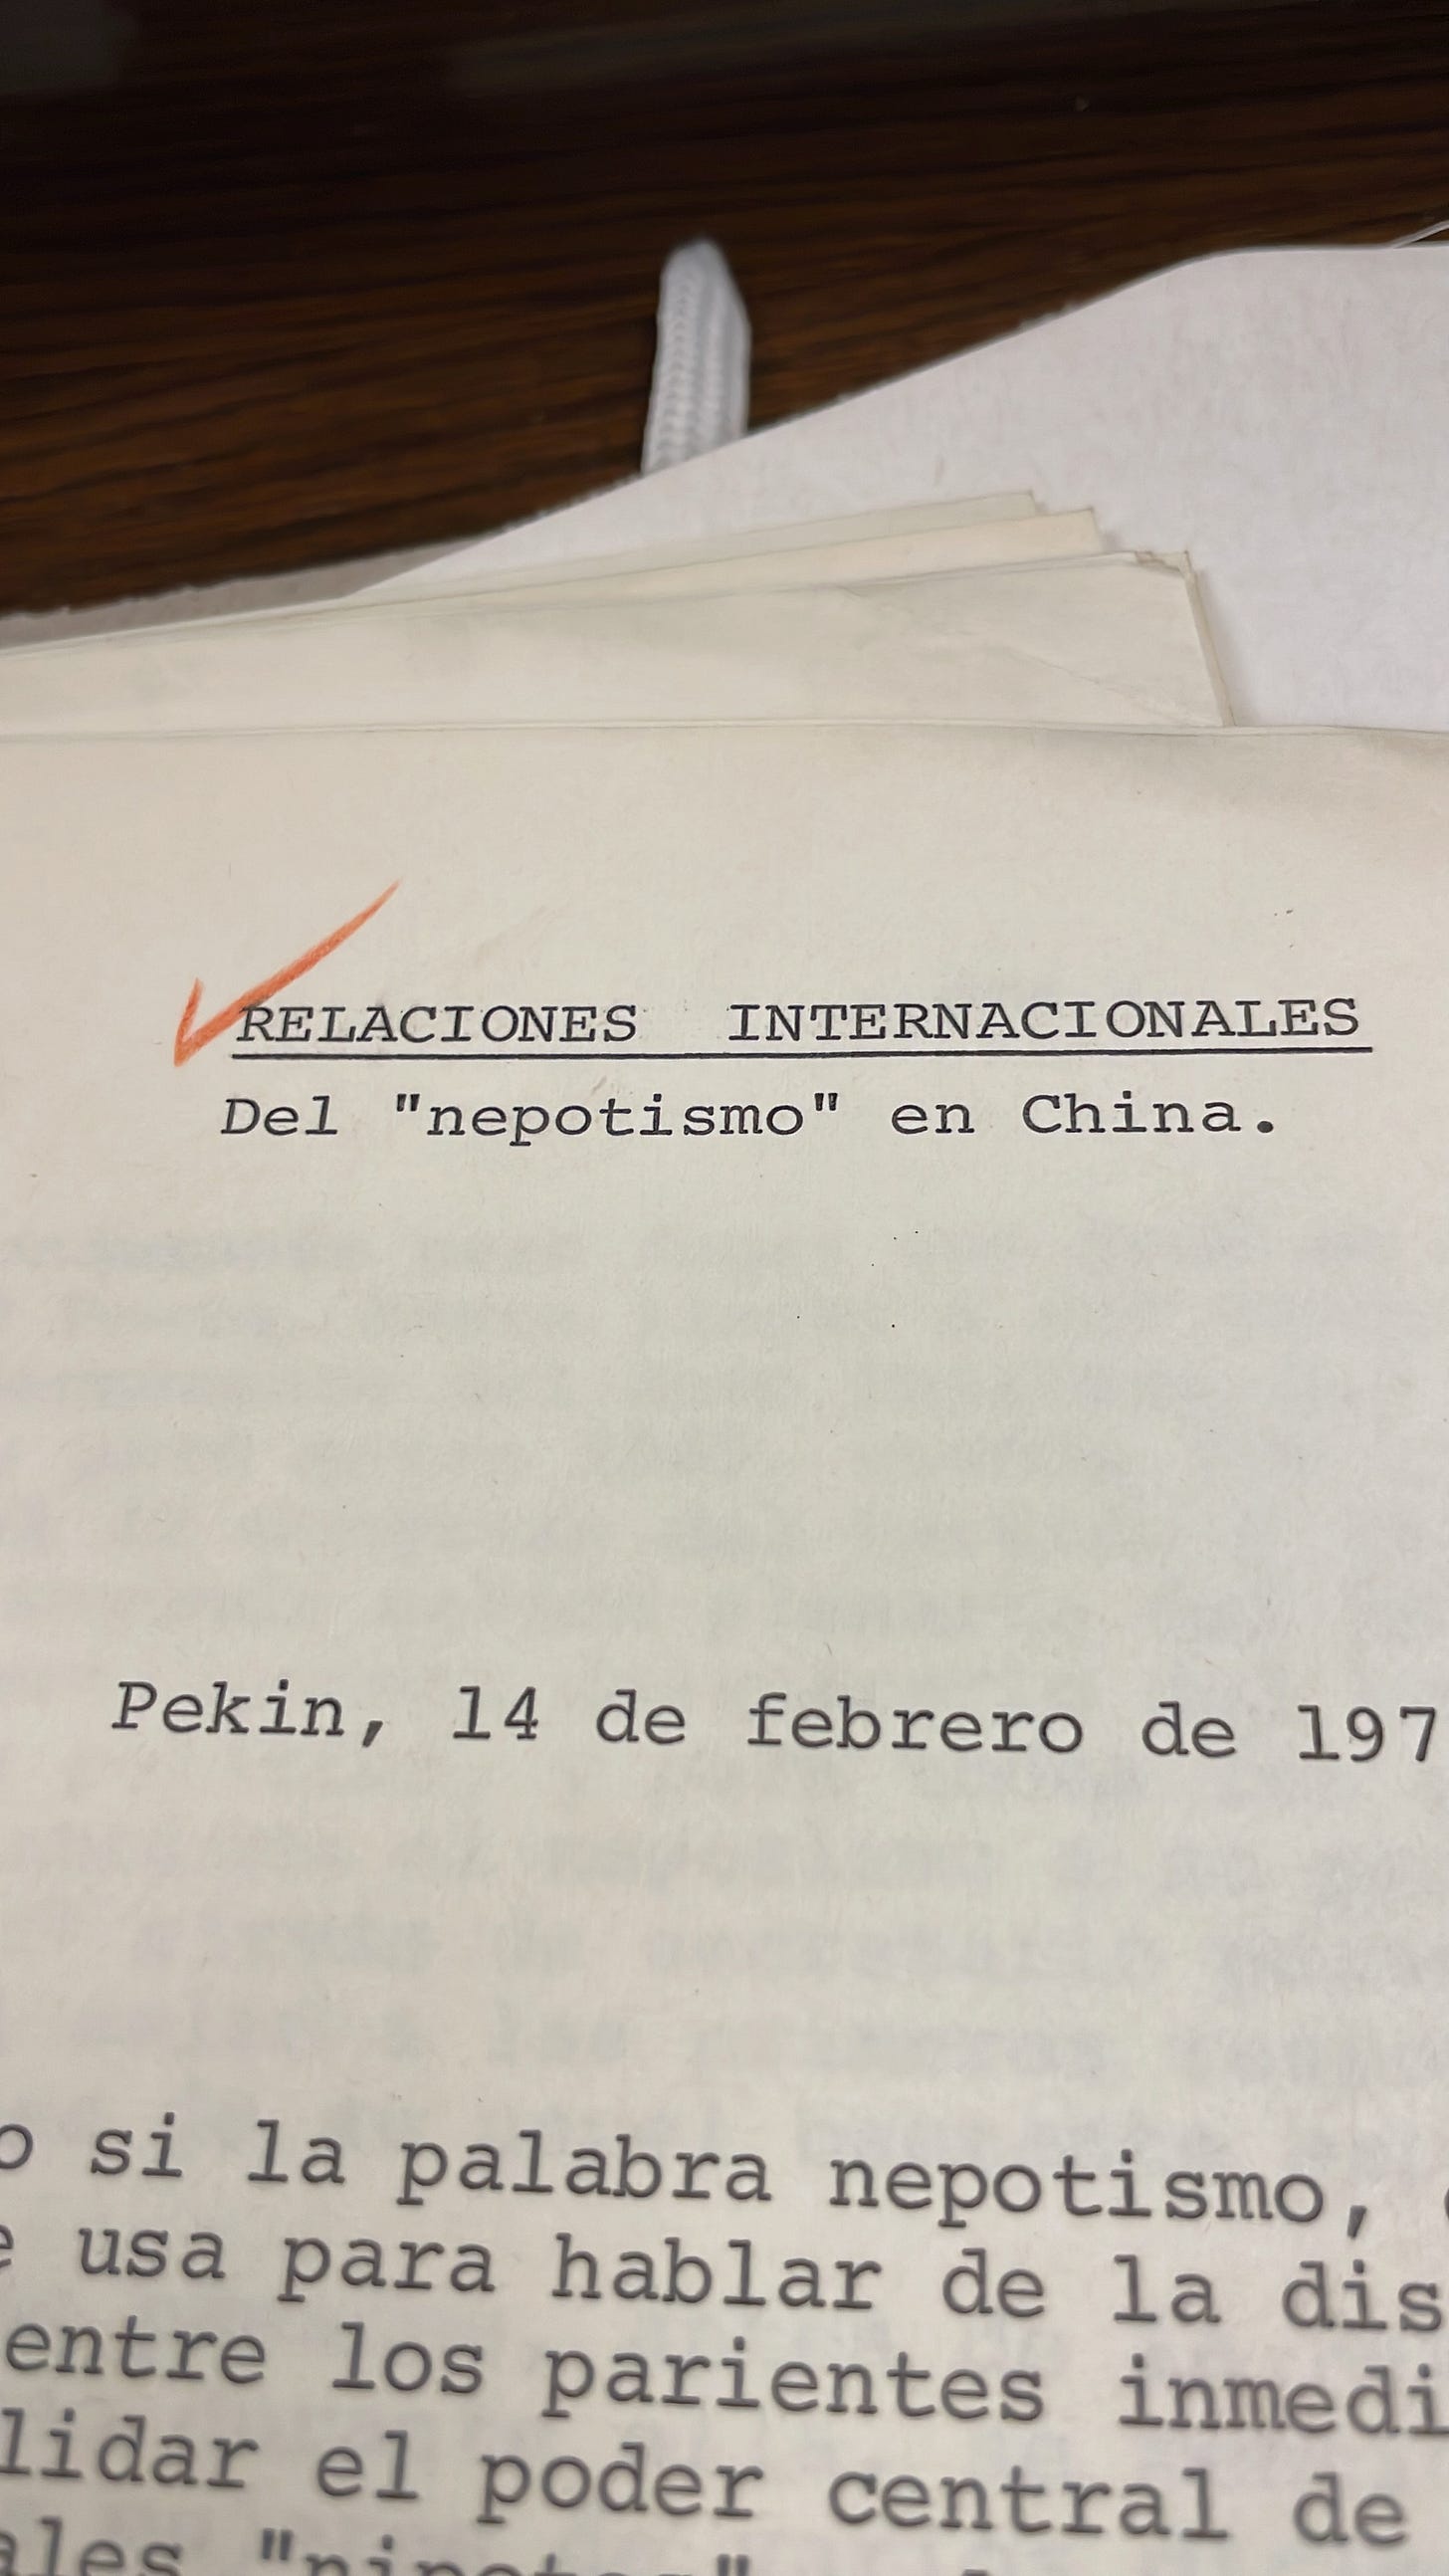 RELACIONES INTERNACIONALES
Del "nepotismo" en China.
Pekin, 14 de febrero de 197
o si la palabra nepotismo,
e usa para hablar de la dis
entre los parientes inmedi
lidar el poder central de
ales